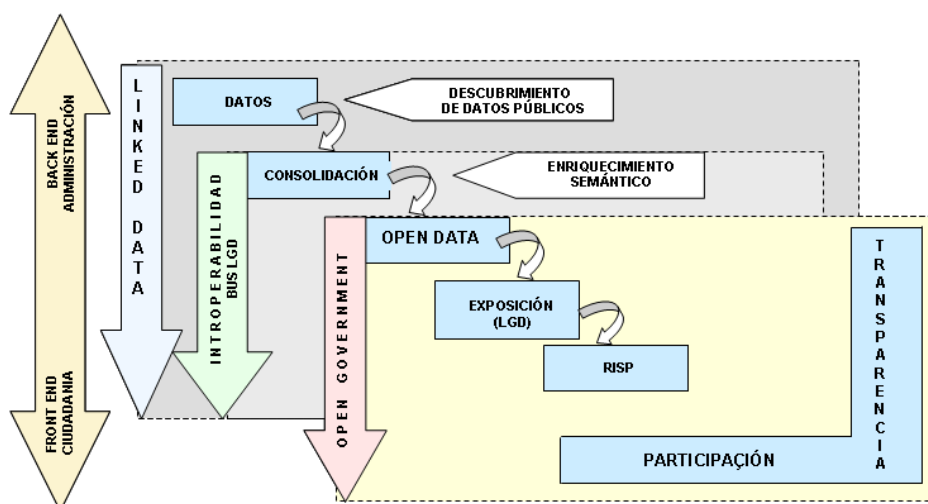 BACK END
ADMINISTRACIÓN
FRONT END
CIUDADANIA
LINKED DATA
DATOS
DESCUBRIMIENTO
DE DATOS PÚBLICOS
INTROPERABILIDAD
BUS LGD
CONSOLIDACIÓN
ENRIQUECIMIENTO
SEMÁNTICO
OPEN GOVERNMENT
OPEN DATA
EXPOSICIÓN
(LGD)
RISP
TRANSPARENCIA
PARTICIPAÇIÓN